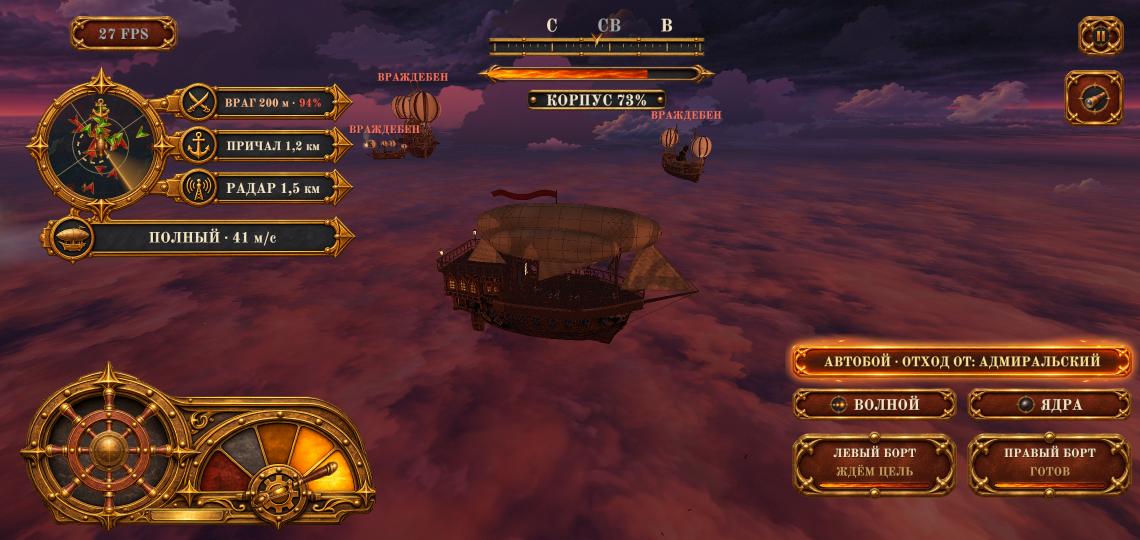 27 FPS
С СВ В
КОРПУС 73%
ВРАЖДЕБЕН
ВРАЖДЕБЕН
ВРАЖДЕБЕН
ВРАГ 200 м · 94%
ПРИЧАЛ 1,2 км
РАДАР 1,5 км
ПОЛНЫЙ · 41 м/с
АВТОБОЙ · ОТХОД ОТ: АДМИРАЛЬСКИЙ
ВОЛНОЙ
ЯДРА
ЛЕВЫЙ БОРТ
ЖДЁМ ЦЕЛЬ
ПРАВЫЙ БОРТ
ГОТОВ